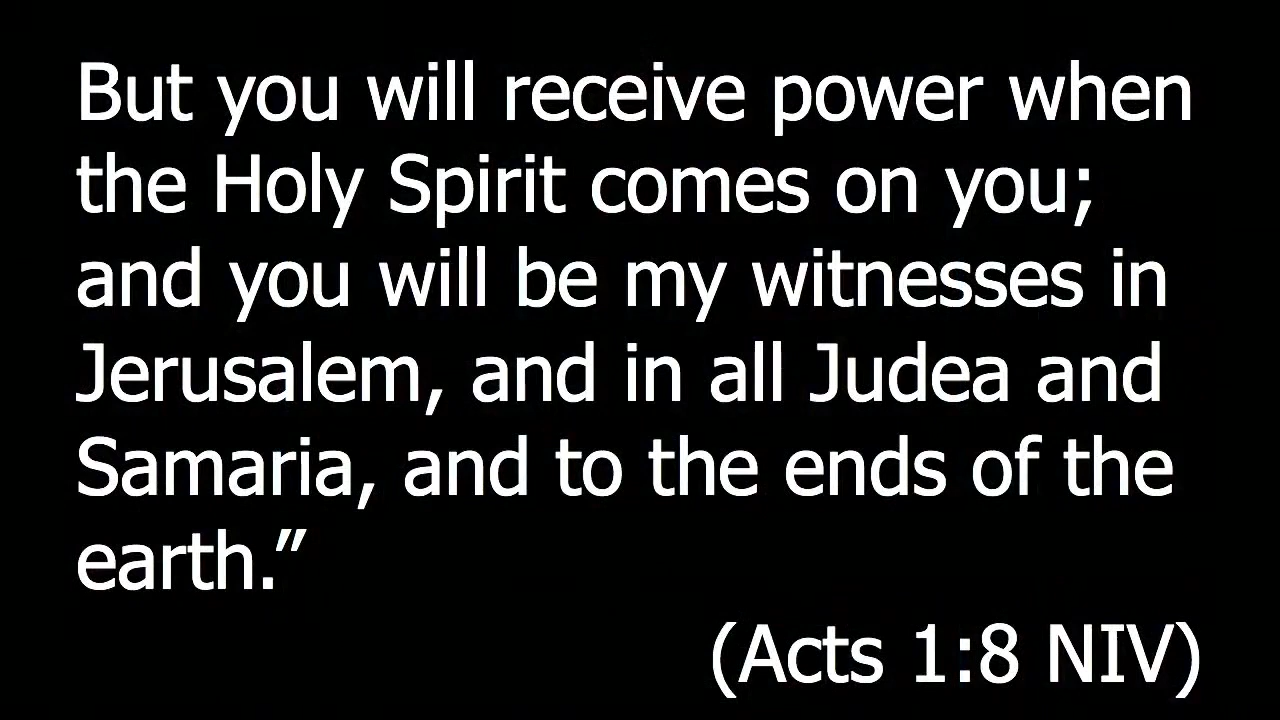 But you will receive power when
the Holy Spirit comes on you;
and you will be my witnesses in
Jerusalem, and in all Judea and
Samaria, and to the ends of the
earth.”
(Acts 1:8 NIV)